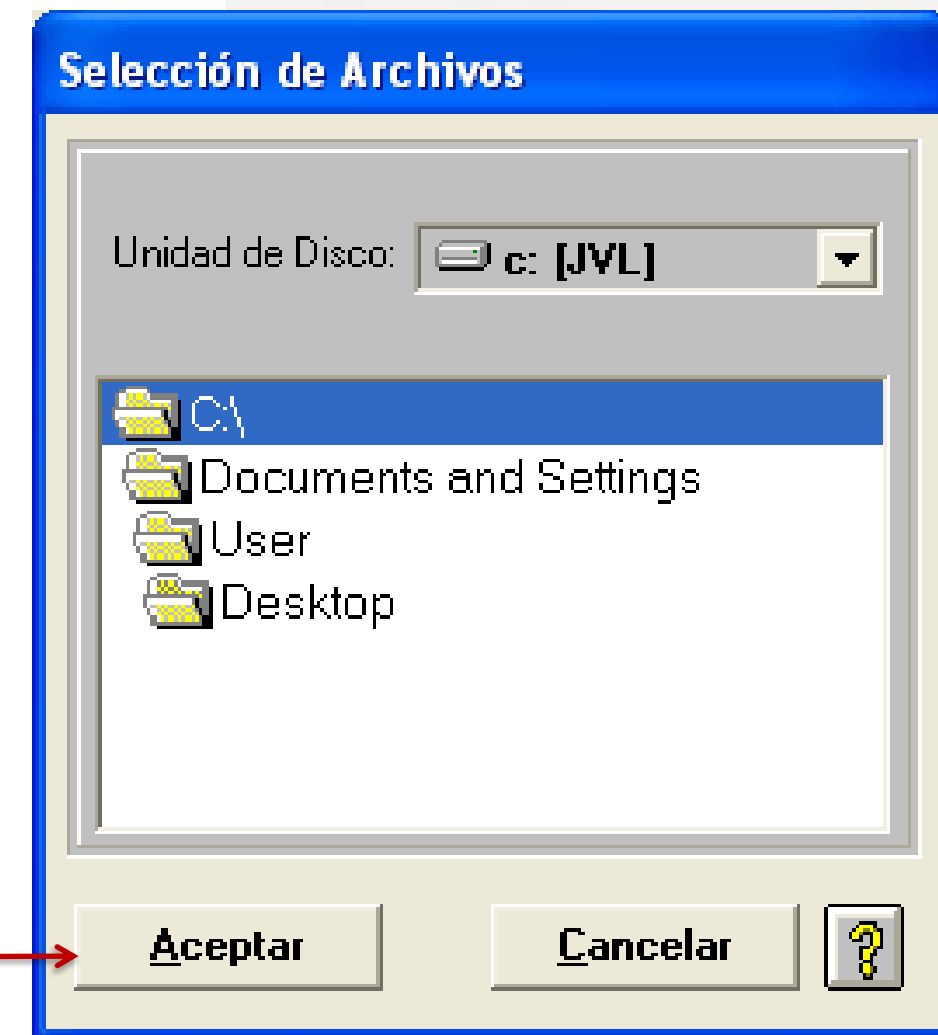 Selección de Archivos
Unidad de Disco: c: [JVL]
C:\
Documents and Settings
User
Desktop
Aceptar Cancelar ?